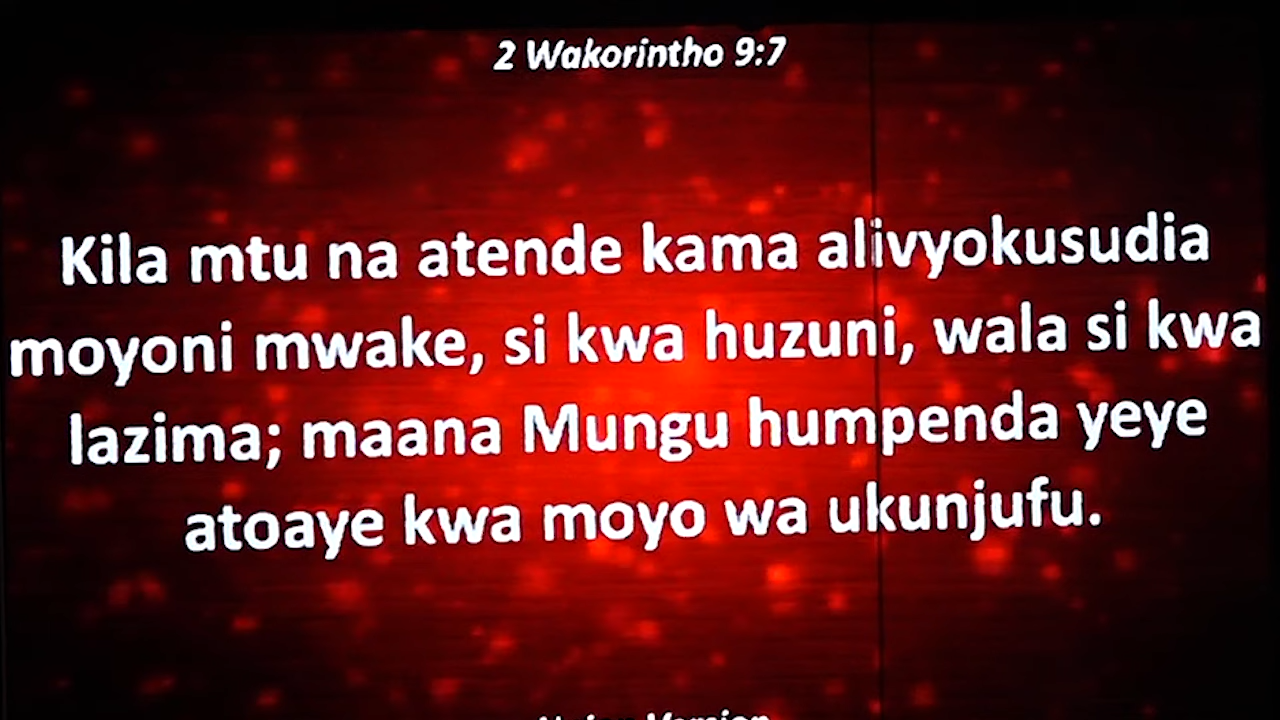 2 Wakorintho 9:7
Kila mtu na atende kama alivyokusudia
moyoni mwake, si kwa huzuni, wala si kwa
lazima; maana Mungu humpenda yeye
atoaye kwa moyo wa ukunjufu.
Version